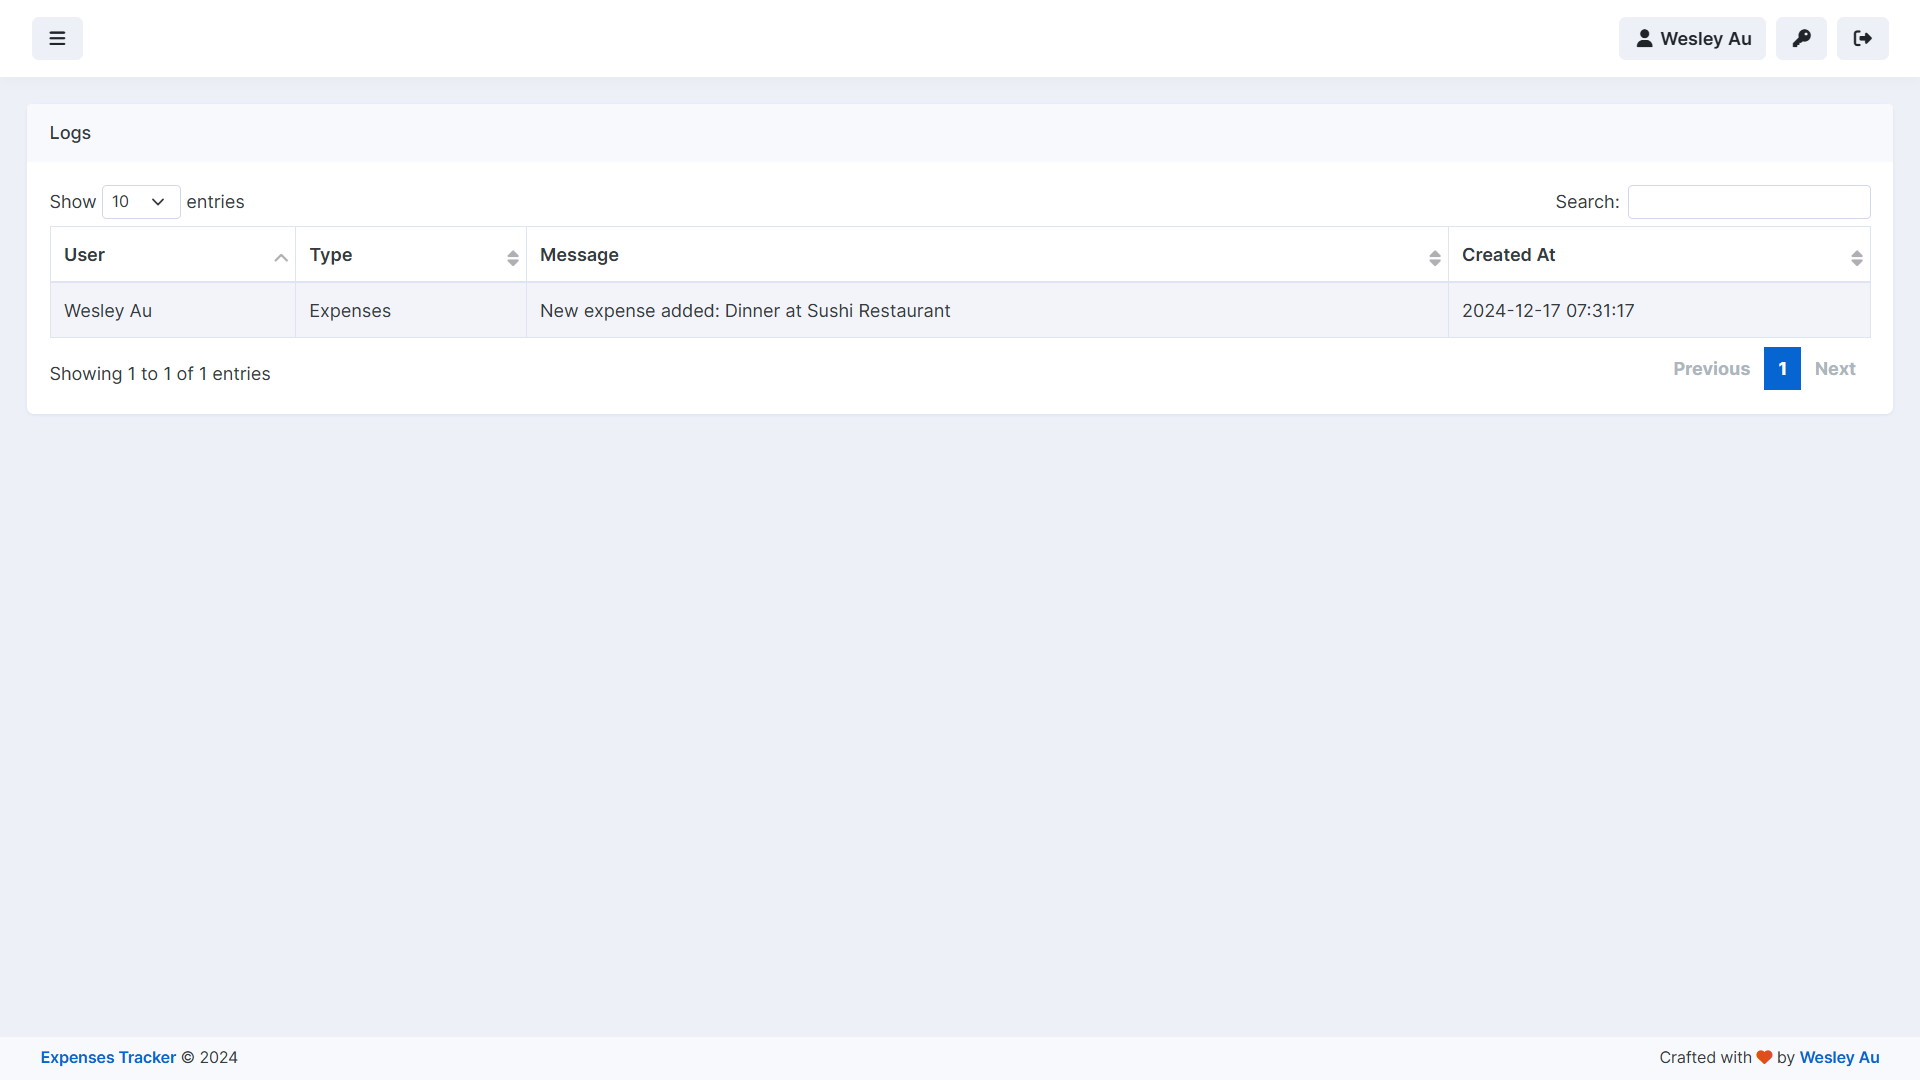 Wesley Au
Logs
Show 10 entries
Search:
User Type Message Created At
Wesley Au Expenses New expense added: Dinner at Sushi Restaurant 2024-12-17 07:31:17
Showing 1 to 1 of 1 entries
Previous 1 Next
Expenses Tracker © 2024
Crafted with by Wesley Au